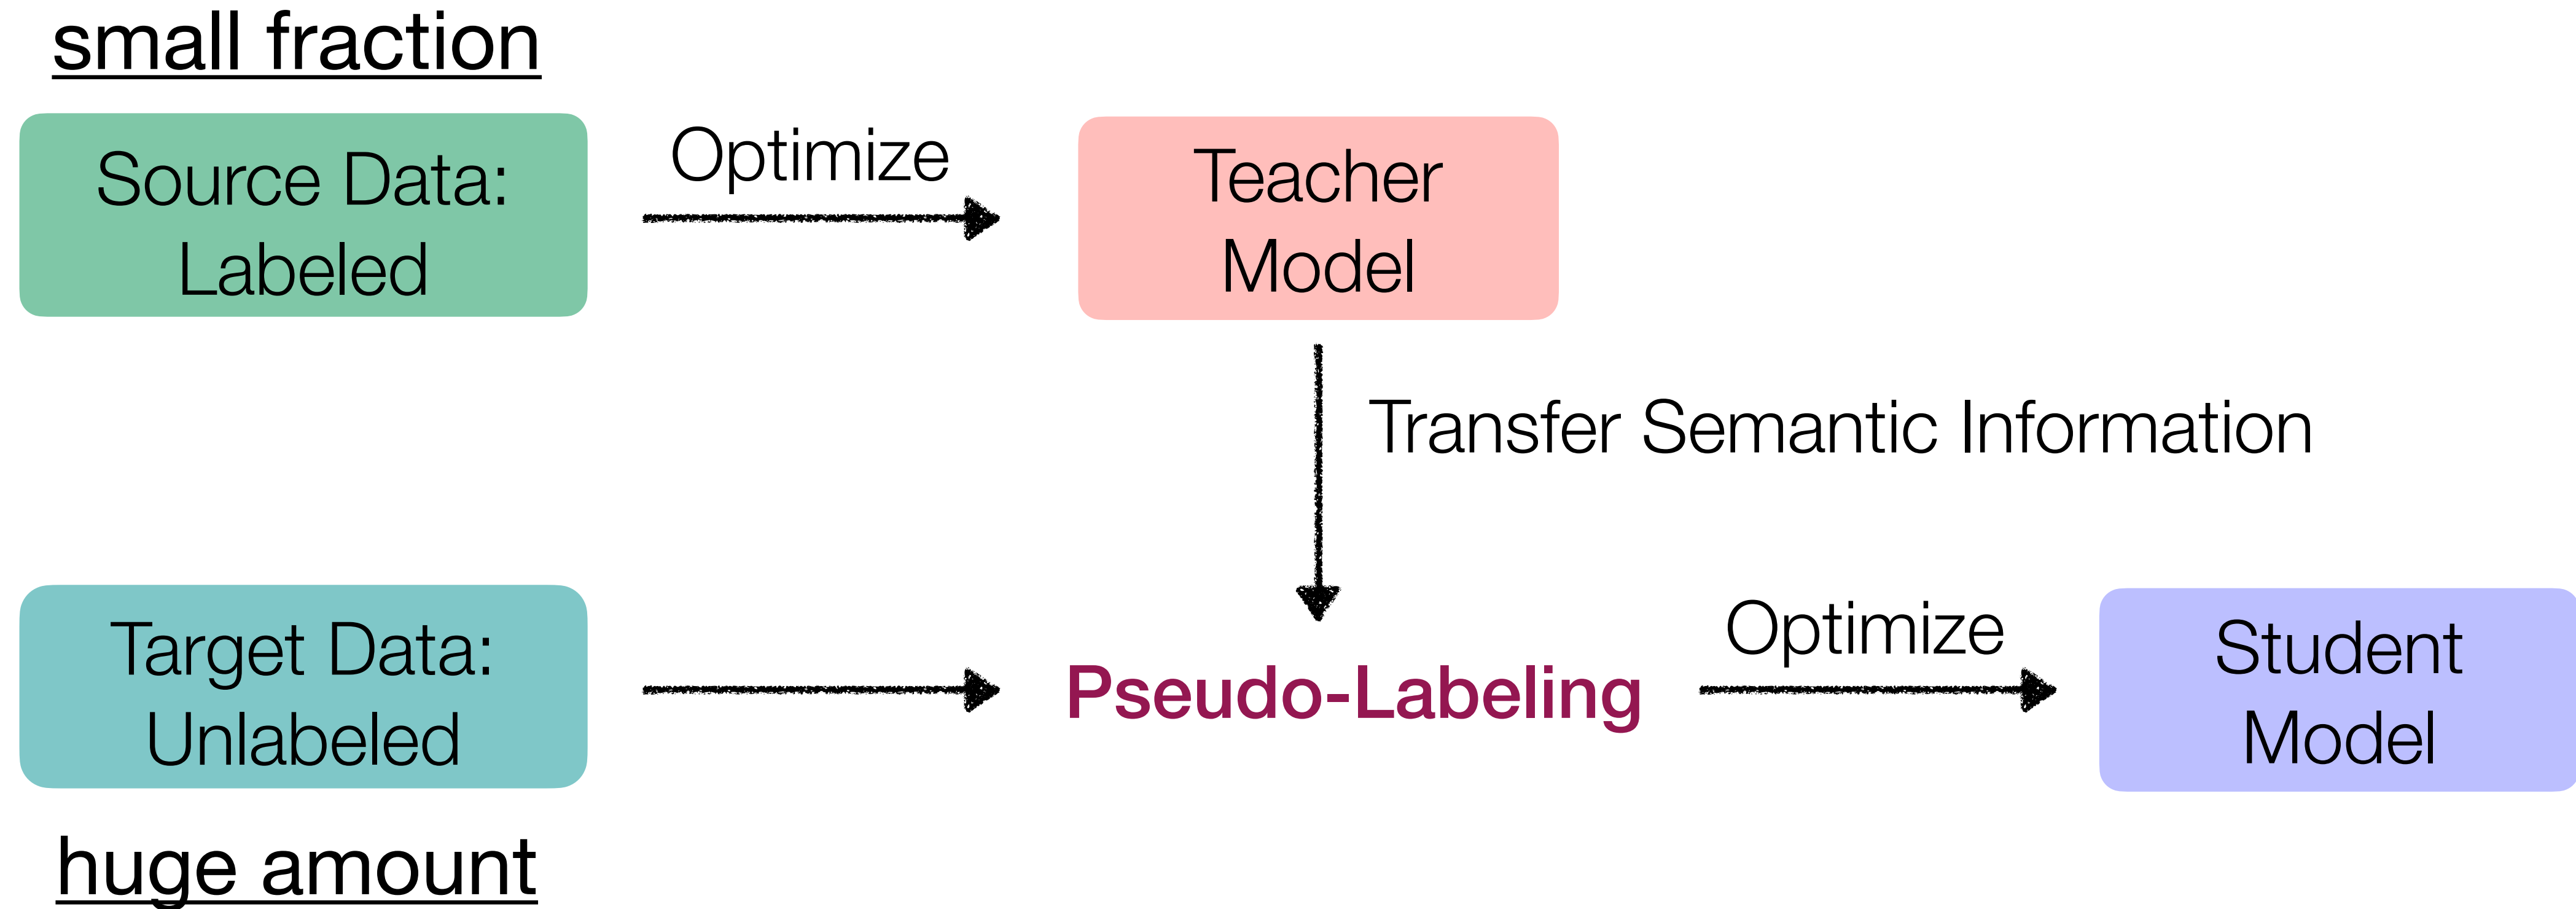 small fraction
Source Data:
Labeled
Optimize
Teacher
Model
Transfer Semantic Information
Target Data:
Unlabeled
Pseudo-Labeling
Optimize
Student
Model
huge amount